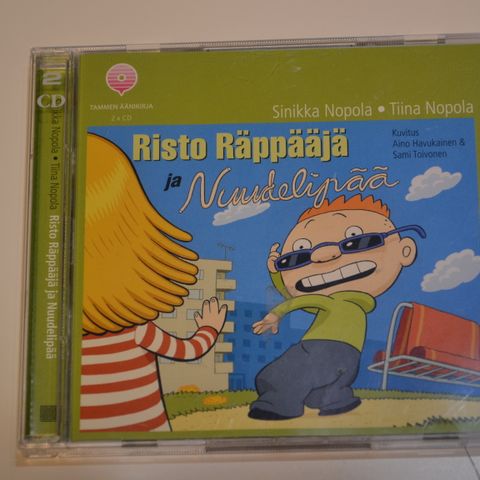 2
CD
Sinikka Nopola • Tiina Nopola Risto Räppääjä ja Nuudelipää
TAMMEN ÄÄNIKIRJA
2 x CD
Sinikka Nopola • Tiina Nopola
Kuvitus
Aino Havukainen &
Sami Toivonen
Risto Räppääjä
ja Nuudelipää